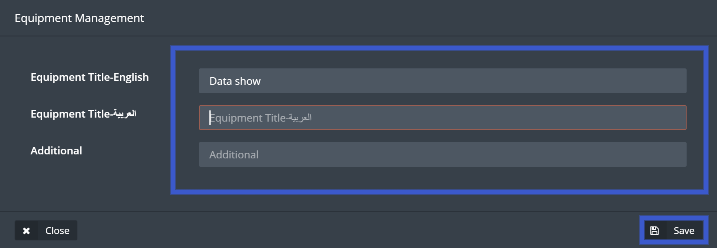 Equipment Management
Equipment Title-English
Data show
Equipment Title-العربية
Equipment Title-العربية
Additional
Additional
Close
Save